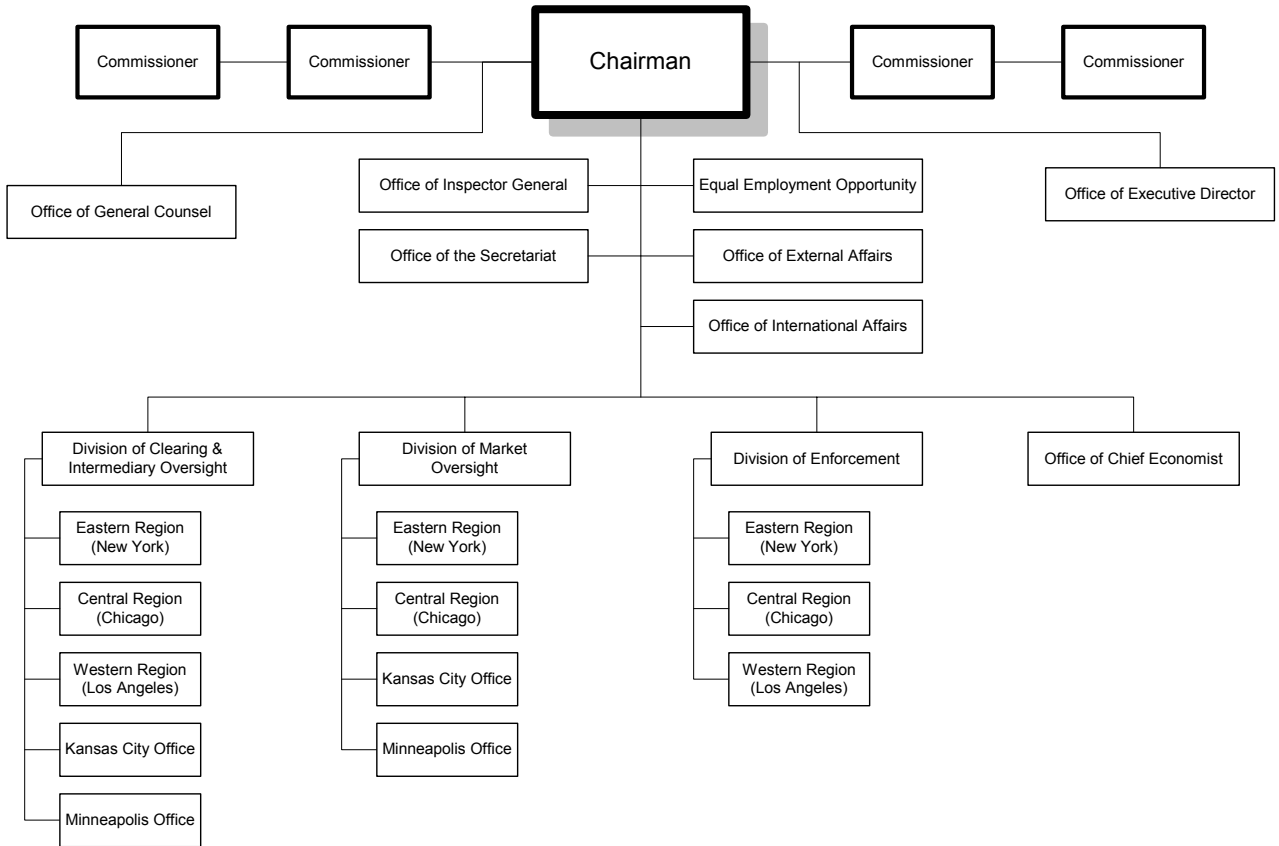 Commissioner
Commissioner
Chairman
Commissioner
Commissioner
Office of General Counsel
Office of Inspector General
Equal Employment Opportunity
Office of Executive Director
Office of the Secretariat
Office of External Affairs
Office of International Affairs
Division of Clearing &
Intermediary Oversight
Eastern Region
(New York)
Central Region
(Chicago)
Western Region
(Los Angeles)
Kansas City Office
Minneapolis Office
Division of Market
Oversight
Eastern Region
(New York)
Central Region
(Chicago)
Kansas City Office
Minneapolis Office
Division of Enforcement
Eastern Region
(New York)
Central Region
(Chicago)
Western Region
(Los Angeles)
Office of Chief Economist